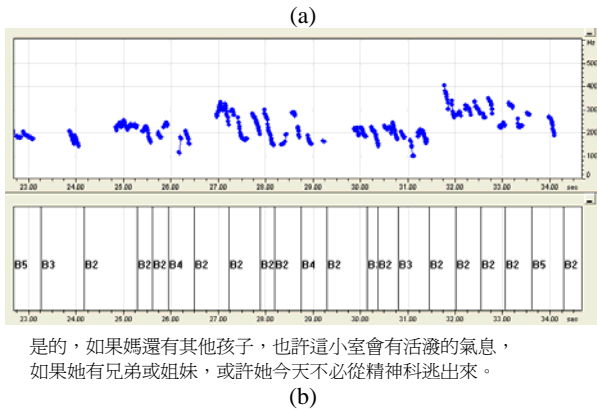 (a)
Hz
500
400
300
200
100
0
23.00 24.00 25.00 26.00 27.00 28.00 29.00 30.00 31.00 32.00 33.00 34.00 sec
B5 B3 B2 B2 B2 B4 B2 B2 B2 B2 B4 B2 B2 B3 B2 B2 B2 B2 B5 B2
23.00 24.00 25.00 26.00 27.00 28.00 29.00 30.00 31.00 32.00 33.00 34.00 sec
是的，如果媽還有其他孩子，也許這小室會有活潑的氣息，
如果她有兄弟或姐妹，或許她今天不必從精神科逃出來。
(b)